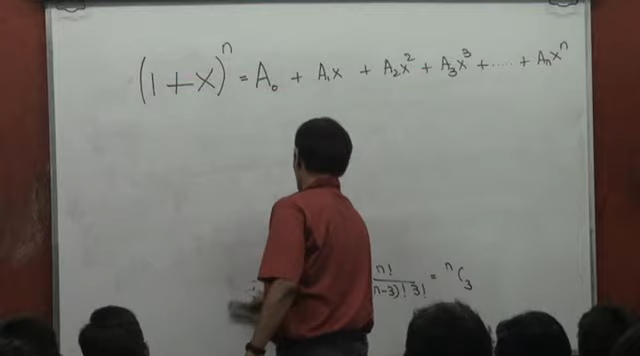 (1+x)ⁿ = A₀ + A₁x + A₂x² + A₃x³ + ..... + Aₙxⁿ
n!/(n-3)! 3! = ⁿC₃